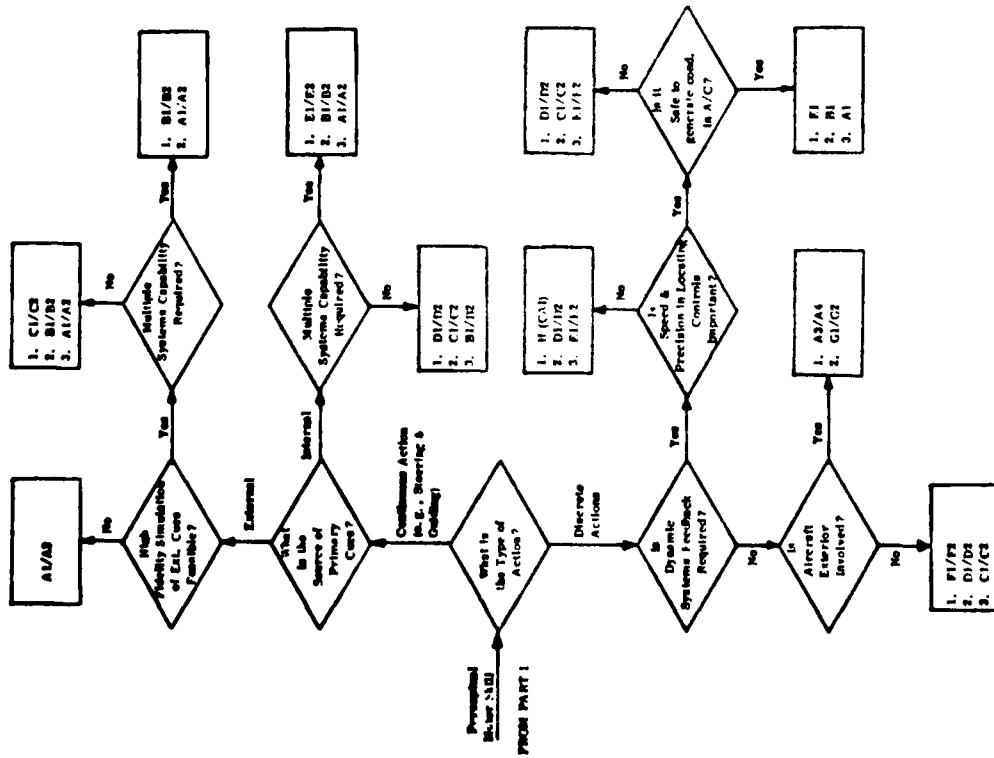 A1/A2
No
High
Fidelity Simulation
of Ext. Cues
Feasible?
Yes
1. C1/C2
2. B1/B2
3. A1/A2
No
Multiple
Systems Capability
Required?
Yes
1. B1/B2
2. A1/A2
External
What
is the
Source of
Primary
Cues?
Internal
Multiple
Systems Capability
Required?
Yes
1. E1/E2
2. B1/B2
3. A1/A2
No
1. D1/D2
2. C1/C2
3. B1/B2
Continuous Action
(e.g., Steering &
Guiding)
Perceptual
Motor Skill
FROM PART 1
What is
the Type of
Action?
Discrete
Actions
Is
Dynamic
Systems Feedback
Required?
Yes
1. H (CAI)
2. D1/D2
3. F1/F2
No
Is
Speed &
Precision in Locating
Controls
Important?
Yes
1. D1/D2
2. C1/C2
3.
No
Is it
Safe to
generate cond.
in A/C?
Yes
1.
2. B1
3. A1
No
Is
Aircraft
Exterior
Involved?
Yes
1. A3/A4
2. G1/G2
No
1. F1/F2
2. D1/D2
3. C1/C2